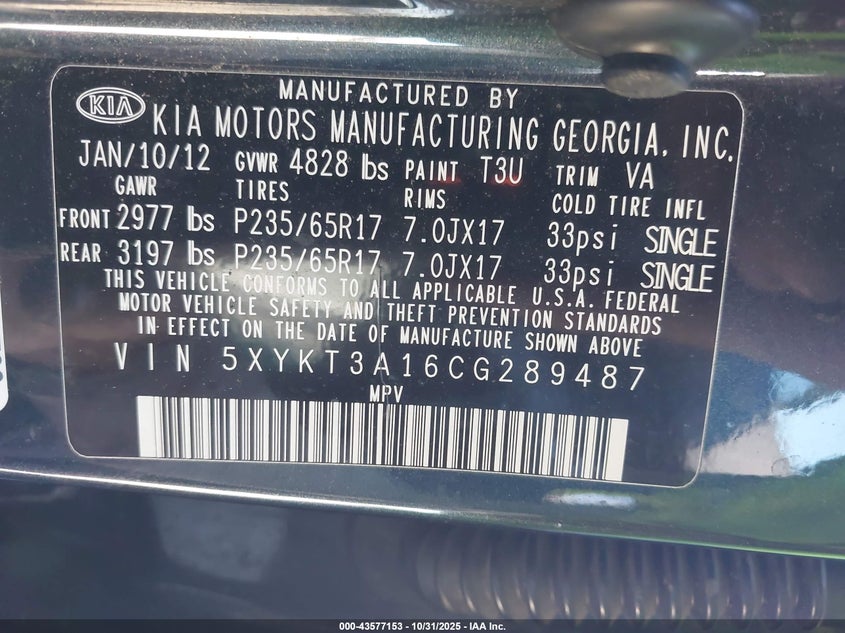 MANUFACTURED BY
KIA KIA MOTORS MANUFACTURING GEORGIA, INC.
JAN/10/12 GVWR 4828 lbs PAINT T3U TRIM VA
GAWR TIRES RIMS COLD TIRE INFL
FRONT 2977 lbs P235/65R17 7.0JX17 33psi SINGLE
REAR 3197 lbs P235/65R17 7.0JX17 33psi SINGLE
THIS VEHICLE CONFORMS TO ALL APPLICABLE U.S.A. FEDERAL
MOTOR VEHICLE SAFETY AND THEFT PREVENTION STANDARDS
IN EFFECT ON THE DATE OF MANUFACTURE SHOWN ABOVE
VIN 5XYKT3A16CG289487
MPV
000-43577153 - 10/31/2025 - IAA Inc.